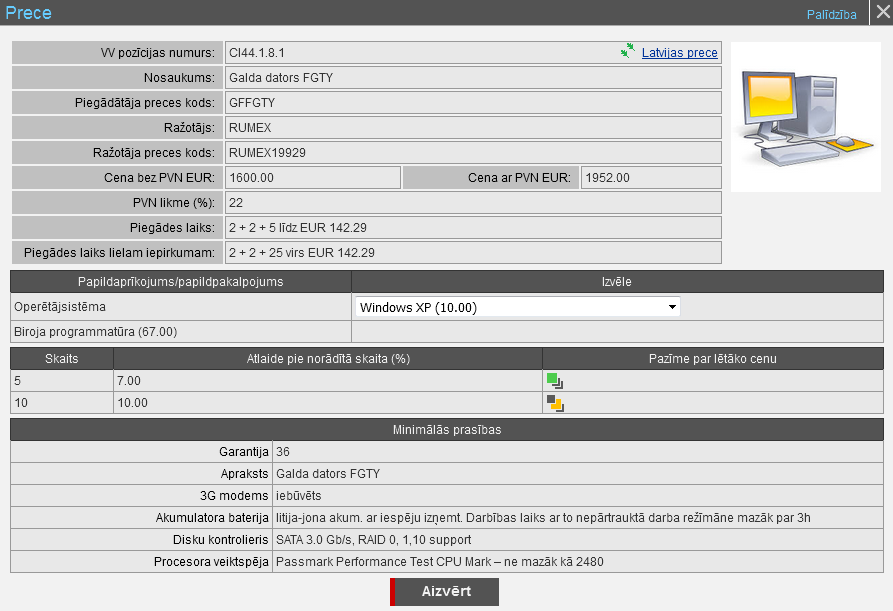 Prece
Palīdzība
VV pozīcijas numurs: CI44.1.8.1 Latvijas prece
Nosaukums: Galda dators FGTY
Piegādātāja preces kods: GFFGTY
Ražotājs: RUMEX
Ražotāja preces kods: RUMEX19929
Cena bez PVN EUR: 1600.00 Cena ar PVN EUR: 1952.00
PVN likme (%): 22
Piegādes laiks: 2 + 2 + 5 līdz EUR 142.29
Piegādes laiks lielam iepirkumam: 2 + 2 + 25 virs EUR 142.29
Papildaprīkojums/papildpakalpojums Izvēle
Operētājsistēma Windows XP (10.00)
Biroja programmatūra (67.00)
Skaits Atlaide pie norādītā skaita (%) Pazīme par lētāko cenu
5 7.00
10 10.00
Minimālās prasības
Garantija 36
Apraksts Galda dators FGTY
3G modems iebūvēts
Akumulatora baterija litija-jona akum. ar iespēju izņemt. Darbības laiks ar to nepārtrauktā darba režīmāne mazāk par 3h
Disku kontrolieris SATA 3.0 Gb/s, RAID 0, 1,10 support
Procesora veiktspēja Passmark Performance Test CPU Mark – ne mazāk kā 2480
Aizvērt